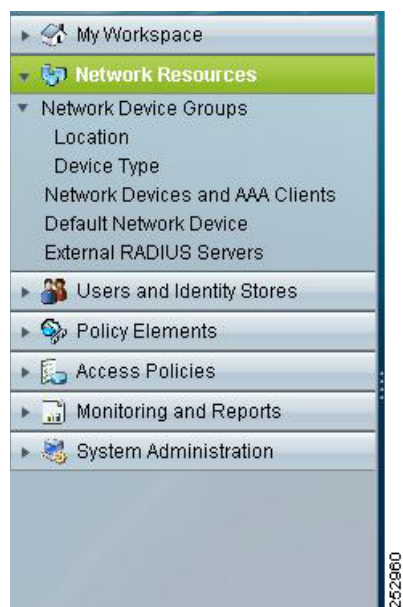 My Workspace
Network Resources
Network Device Groups
Location
Device Type
Network Devices and AAA Clients
Default Network Device
External RADIUS Servers
Users and Identity Stores
Policy Elements
Access Policies
Monitoring and Reports
System Administration
252960